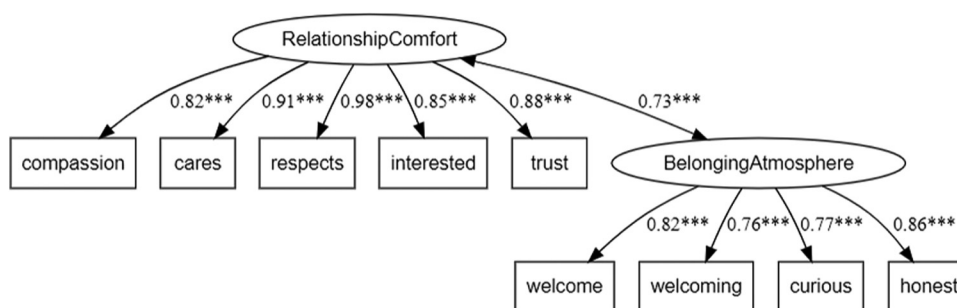 RelationshipComfort
0.82*** 0.91*** 0.98*** 0.85*** 0.88*** 0.73***
compassion cares respects interested trust
BelongingAtmosphere
0.82*** 0.76*** 0.77*** 0.86***
welcome welcoming curious honest